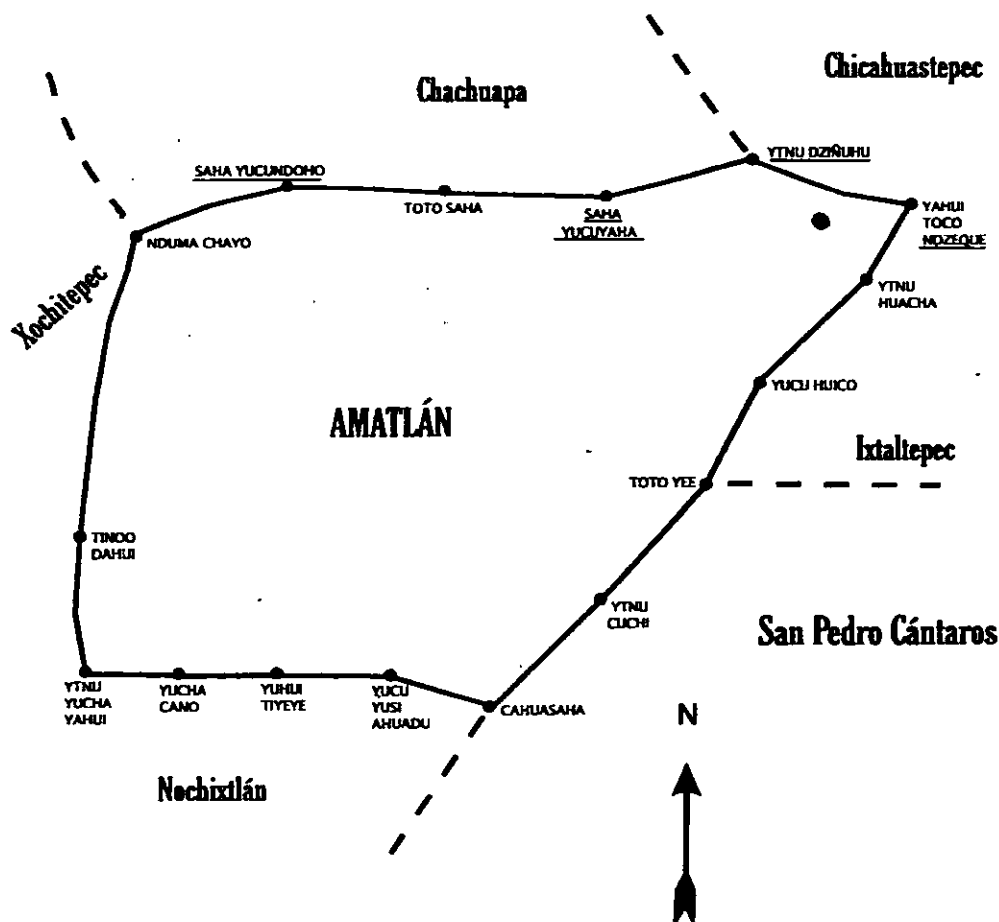 Chicahuastepec
Chachuapa
YTNU DZIÑUHU
SAHA YUCUNDOHO
TOTO SAHA
SAHA
YUCUYAHA
YAHUI
TOCO
NDZEQUE
NDUMA CHAYO
Xochitepec
YTNU
HUACHA
YUCU HUICO
AMATLÁN
Ixtaltepec
TOTO YEE
TINDO
DAHUI
YTNU
CUCHI
San Pedro Cántaros
YTNU
YUCHA
YAHUI
YUCHA
CANO
YUHUI
TIYEYE
YUCU
YUSI
AHUADU
CAHUASAHA
N
Nochixtlán